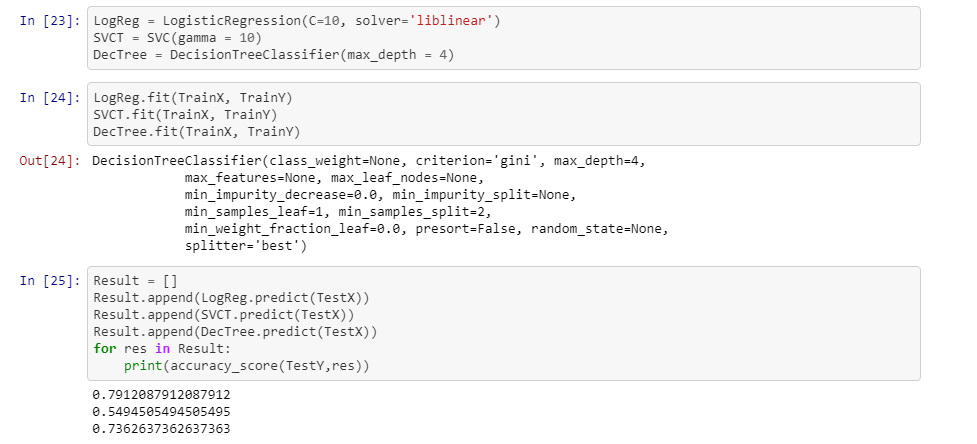 In [23]: LogReg = LogisticRegression(C=10, solver='liblinear')
SVCT = SVC(gamma = 10)
DecTree = DecisionTreeClassifier(max_depth = 4)
In [24]: LogReg.fit(TrainX, TrainY)
SVCT.fit(TrainX, TrainY)
DecTree.fit(TrainX, TrainY)
Out[24]: DecisionTreeClassifier(class_weight=None, criterion='gini', max_depth=4,
            max_features=None, max_leaf_nodes=None,
            min_impurity_decrease=0.0, min_impurity_split=None,
            min_samples_leaf=1, min_samples_split=2,
            min_weight_fraction_leaf=0.0, presort=False, random_state=None,
            splitter='best')
In [25]: Result = []
Result.append(LogReg.predict(TestX))
Result.append(SVCT.predict(TestX))
Result.append(DecTree.predict(TestX))
for res in Result:
    print(accuracy_score(TestY,res))
0.7912087912087912
0.5494505494505495
0.7362637362637363